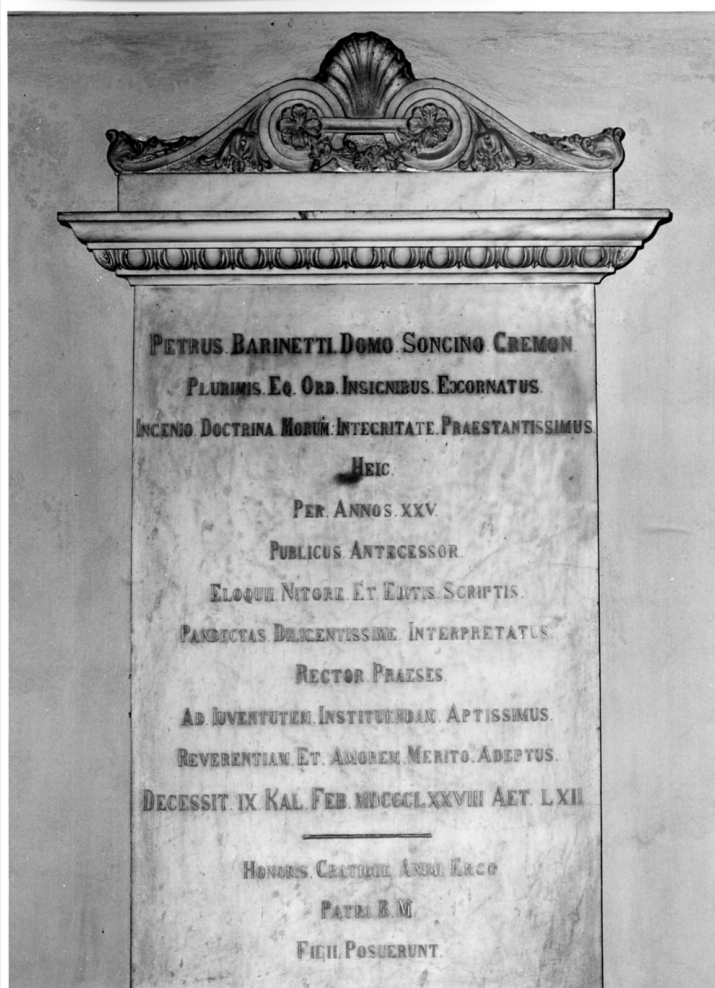 PETRUS. BARINETTI. DOMO. SONCINO. CREMON.
PLURIMIS. EQ. ORD. INSIGNIBUS. EXORNATUS.
INGENIO. DOCTRINA. MORUM. INTEGRITATE. PRAESTANTISSIMUS.
HEIC.
PER. ANNOS. XXV.
PUBLICUS. ANTECESSOR.
ELOQUII. NITORE. ET. EDITIS. SCRIPTIS.
PANDECTAS. DILIGENTISSIME. INTERPRETATUS.
RECTOR. PRAESES.
AD. IUVENTUTEM. INSTITUENDAM. APTISSIMUS.
REVERENTIAM. ET. AMOREM. MERITO. ADEPTUS.
DECESSIT. IX. KAL. FEB. MDCCCLXXVIII AET. LXII
HONORIS. ERGO
PATRI. B. M.
FILII. POSUERUNT.